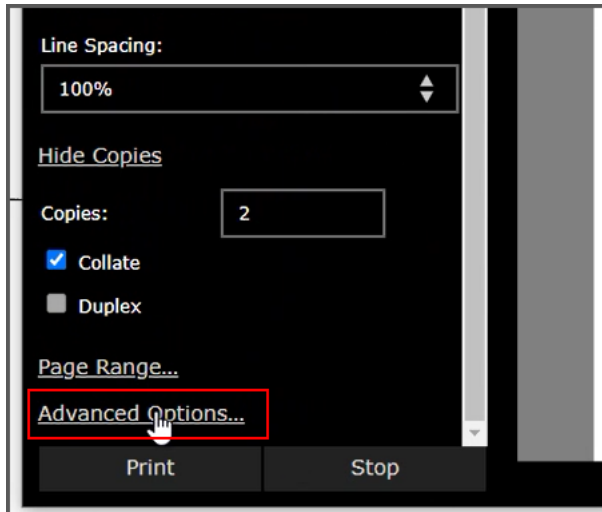 Line Spacing:
100%
Hide Copies
Copies: 2
Collate
Duplex
Page Range...
Advanced Options...
Print Stop